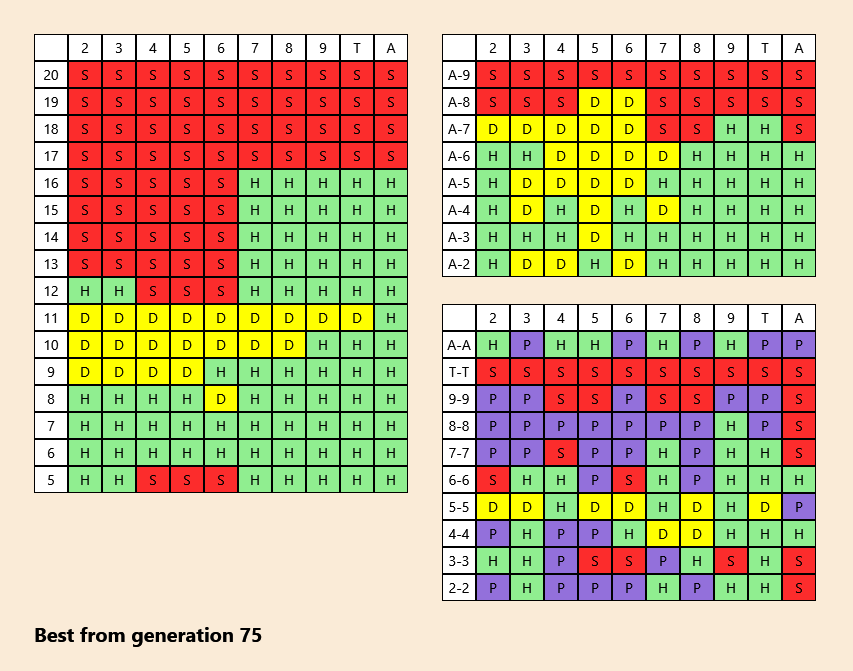 2 3 4 5 6 7 8 9 T A
20 S S S S S S S S S S
19 S S S S S S S S S S
18 S S S S S S S S S S
17 S S S S S S S S S S
16 S S S S S H H H H H
15 S S S S S H H H H H
14 S S S S S H H H H H
13 S S S S S H H H H H
12 H H S S S H H H H H
11 D D D D D D D D D H
10 D D D D D D D H H H
9 D D D D H H H H H H
8 H H H H D H H H H H
7 H H H H H H H H H H
6 H H H H H H H H H H
5 H H S S S H H H H H
2 3 4 5 6 7 8 9 T A
A-9 S S S S S S S S S S
A-8 S S S D D S S S S S
A-7 D D D D D S S H H S
A-6 H H D D D D H H H H
A-5 H D D D D H H H H H
A-4 H D H D H D H H H H
A-3 H H H D H H H H H H
A-2 H D D H D H H H H H
2 3 4 5 6 7 8 9 T A
A-A H P H H P H P H P P
T-T S S S S S S S S S S
9-9 P P S S P S S P P S
8-8 P P P P P P P H P S
7-7 P P S P P H P H H S
6-6 S H H P S H P H H H
5-5 D D H D D H D H D P
4-4 P H P P H D D H H H
3-3 H H P S S P H S H S
2-2 P H P P P H P H H S
Best from generation 75